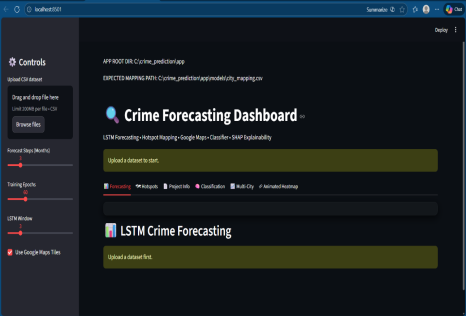 localhost:8501
Summarize
Chat
Deploy
Controls
Upload CSV dataset
Drag and drop file here
Limit 200MB per file • CSV
Browse files
Forecast Steps (Months)
Training Epochs
LSTM Window
Use Google Maps Tiles
APP ROOT DIR: C:\crime_prediction\app
EXPECTED MAPPING PATH: C:\crime_prediction\app\models\city_mapping.csv
Crime Forecasting Dashboard
LSTM Forecasting • Hotspot Mapping • Google Maps • Classifier • SHAP Explainability
Upload a dataset to start.
Forecasting Hotspots Project Info Classification Multi-City Animated Heatmap
LSTM Crime Forecasting
Upload a dataset first.